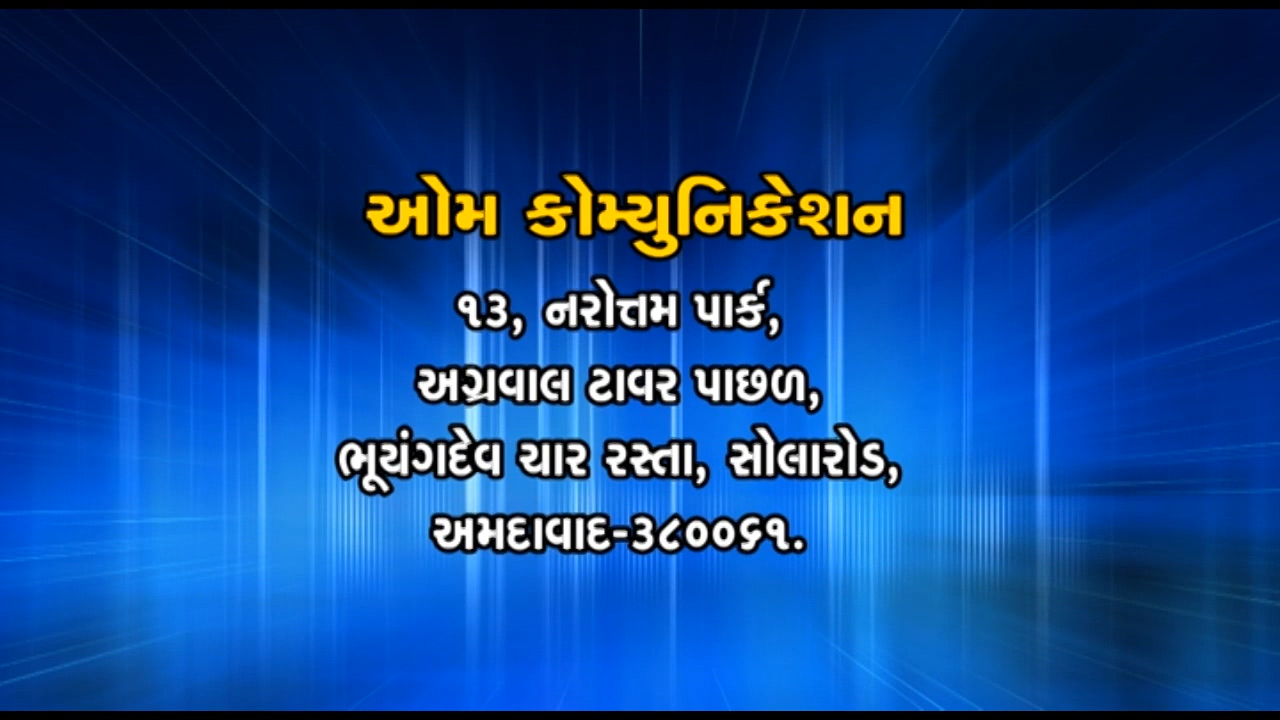 ઓમ કોમ્યુનિકેશન
૧૩, નરોત્તમ પાર્ક,
અગ્રવાલ ટાવર પાછળ,
ભૂયંગદેવ ચાર રસ્તા, સોલારોડ,
અમદાવાદ-૩૮૦૦૬૧.